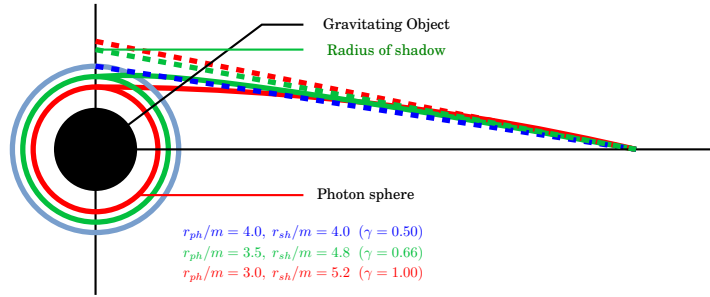 Gravitating Object
Radius of shadow
Photon sphere
r_{ph}/m = 4.0, r_{sh}/m = 4.0 (γ = 0.50)
r_{ph}/m = 3.5, r_{sh}/m = 4.8 (γ = 0.66)
r_{ph}/m = 3.0, r_{sh}/m = 5.2 (γ = 1.00)